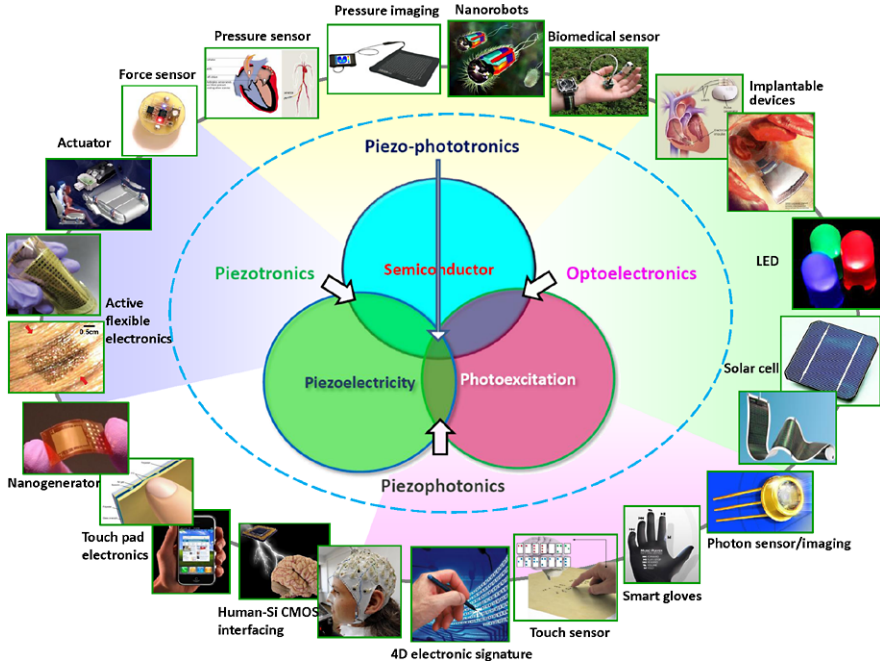 Pressure imaging
Nanorobots
Pressure sensor
Biomedical sensor
Force sensor
Implantable
devices
Actuator
Piezo-phototronics
Piezotronics
Semiconductor
Optoelectronics
LED
Active
flexible
electronics
0.5cm
Piezoelectricity
Photoexcitation
Solar cell
Nanogenerator
Piezophotonics
Touch pad
electronics
Photon sensor/imaging
Human-Si CMOS
interfacing
Smart gloves
Touch sensor
4D electronic signature